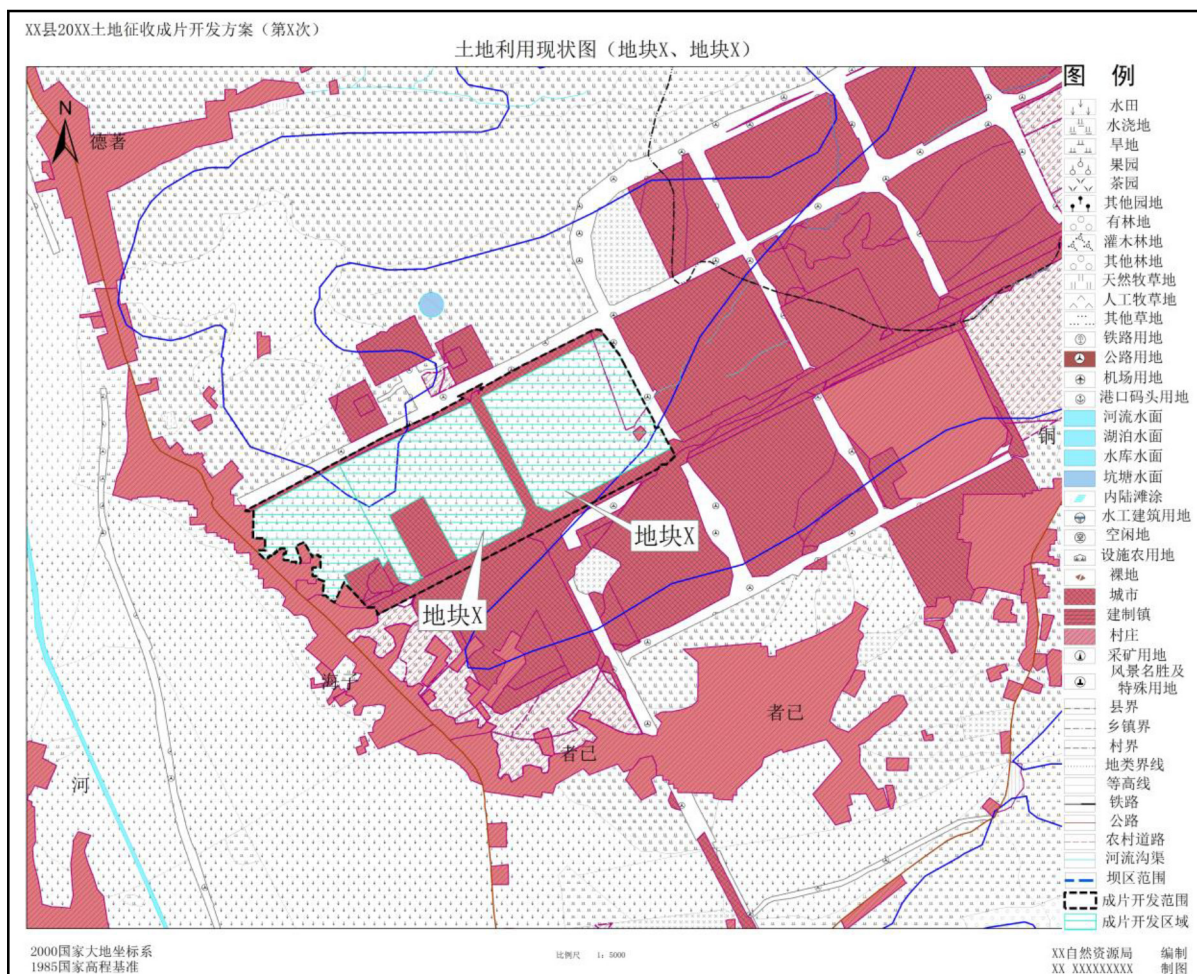 XX县20XX土地征收成片开发方案（第X次）
土地利用现状图（地块X、地块X）
N
德著
铜
地块X
地块X
海子
者己
者己
河
图 例
水田
水浇地
旱地
果园
茶园
其他园地
有林地
灌木林地
其他林地
天然牧草地
人工牧草地
其他草地
铁路用地
公路用地
机场用地
港口码头用地
河流水面
湖泊水面
水库水面
坑塘水面
内陆滩涂
水工建筑用地
空闲地
设施农用地
裸地
城市
建制镇
村庄
采矿用地
风景名胜及
特殊用地
县界
乡镇界
村界
地类界线
等高线
铁路
公路
农村道路
河流沟渠
坝区范围
成片开发范围
成片开发区域
2000国家大地坐标系
1985国家高程基准
比例尺 1: 5000
XX自然资源局 编制
XX XXXXXXXXX 制图